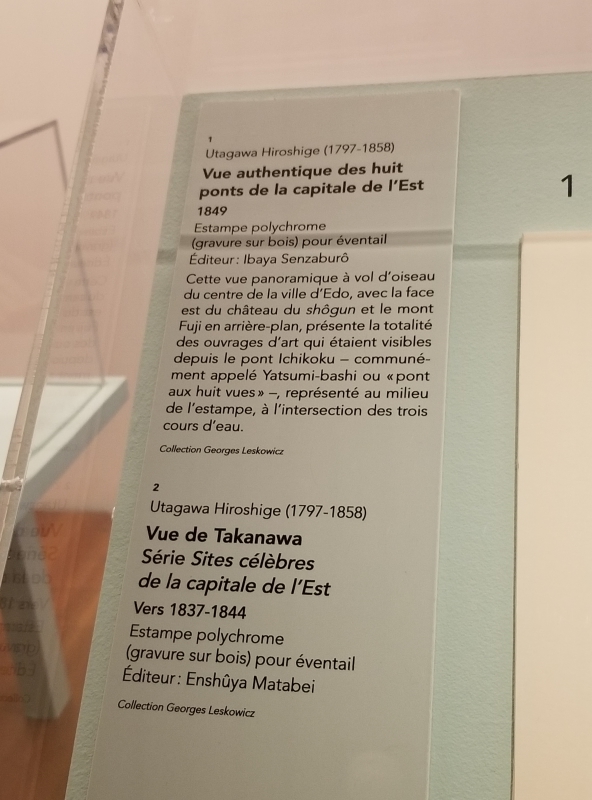 1
Utagawa Hiroshige (1797-1858)
Vue authentique des huit
ponts de la capitale de l'Est
1849
Estampe polychrome
(gravure sur bois) pour éventail
Éditeur : Ibaya Senzaburô
Cette vue panoramique à vol d'oiseau
du centre de la ville d'Edo, avec la face
est du château du shôgun et le mont
Fuji en arrière-plan, présente la totalité
des ouvrages d'art qui étaient visibles
depuis le pont Ichikoku – communé-
ment appelé Yatsumi-bashi ou « pont
aux huit vues » –, représenté au milieu
de l'estampe, à l'intersection des trois
cours d'eau.
Collection Georges Leskowicz
2
Utagawa Hiroshige (1797-1858)
Vue de Takanawa
Série Sites célèbres
de la capitale de l'Est
Vers 1837-1844
Estampe polychrome
(gravure sur bois) pour éventail
Éditeur : Enshûya Matabei
Collection Georges Leskowicz
1